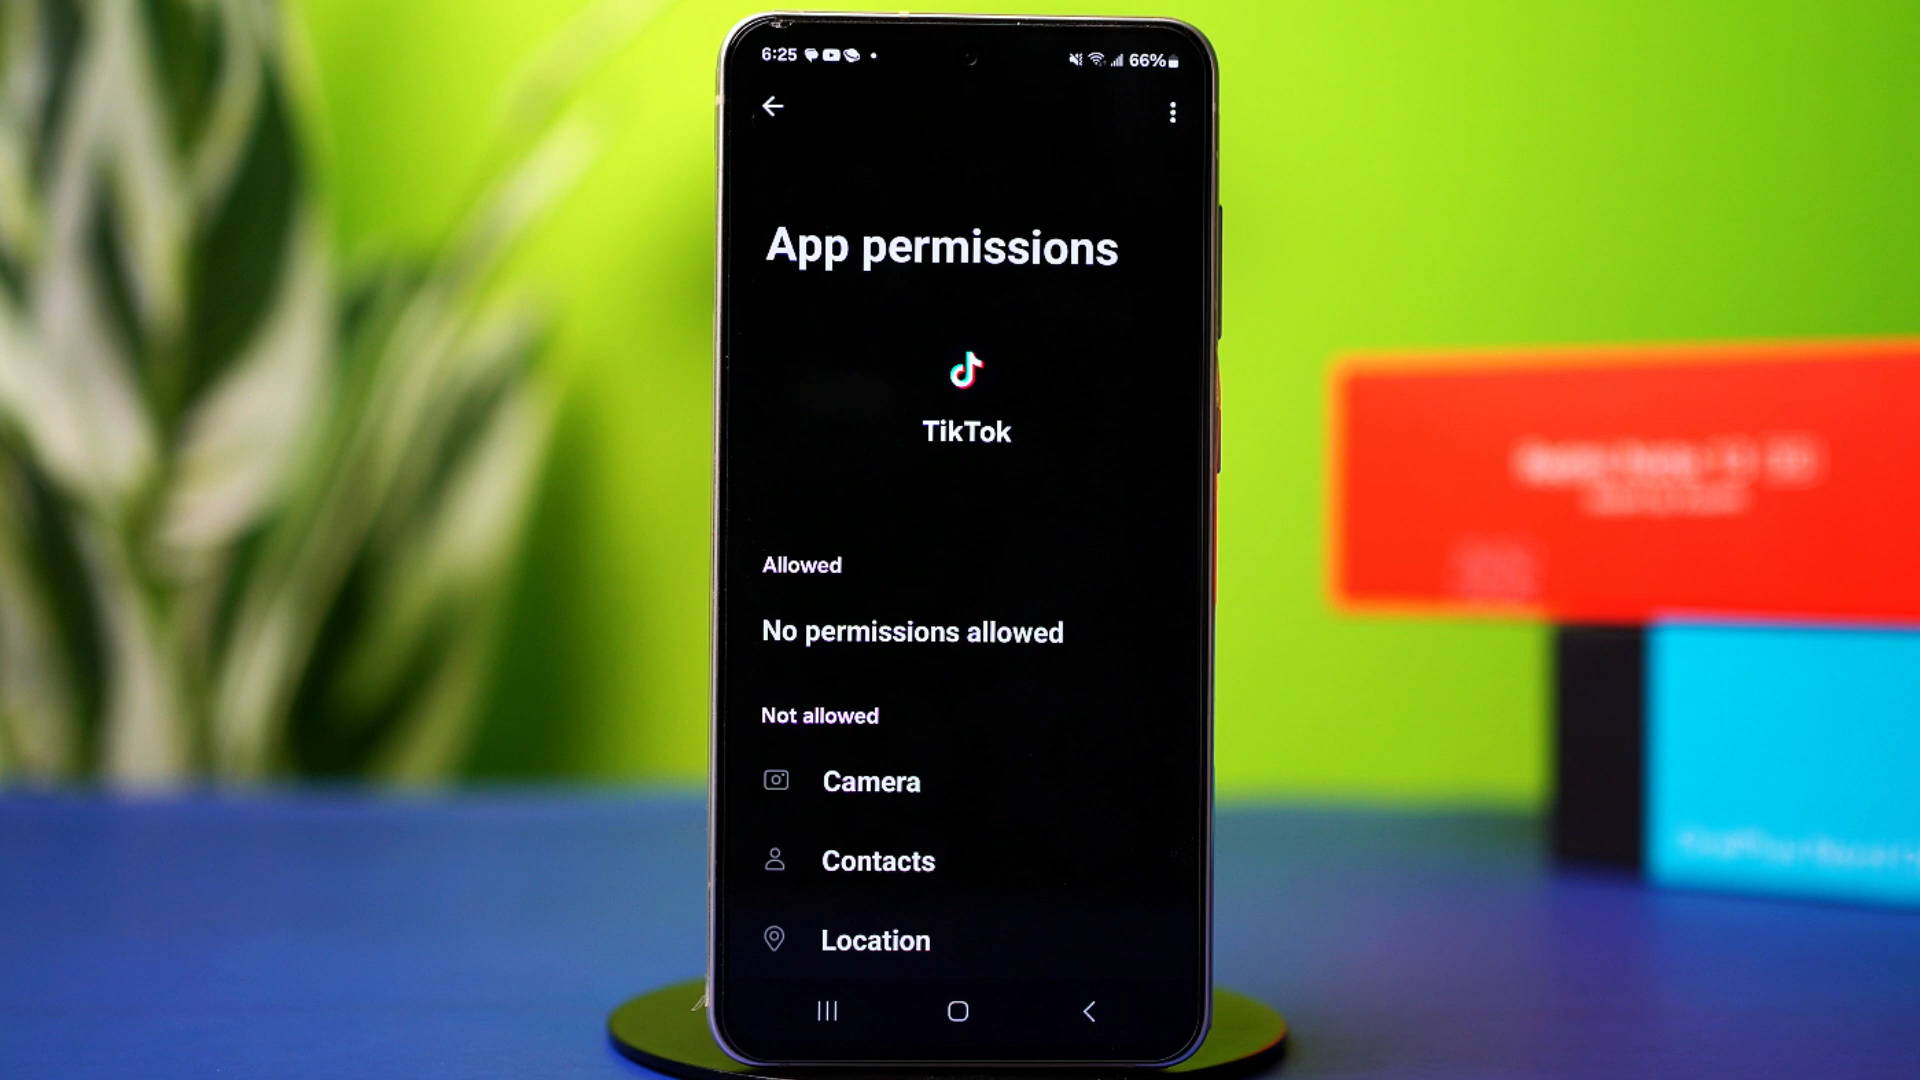 6:25
66%
App permissions
TikTok
Allowed
No permissions allowed
Not allowed
Camera
Contacts
Location